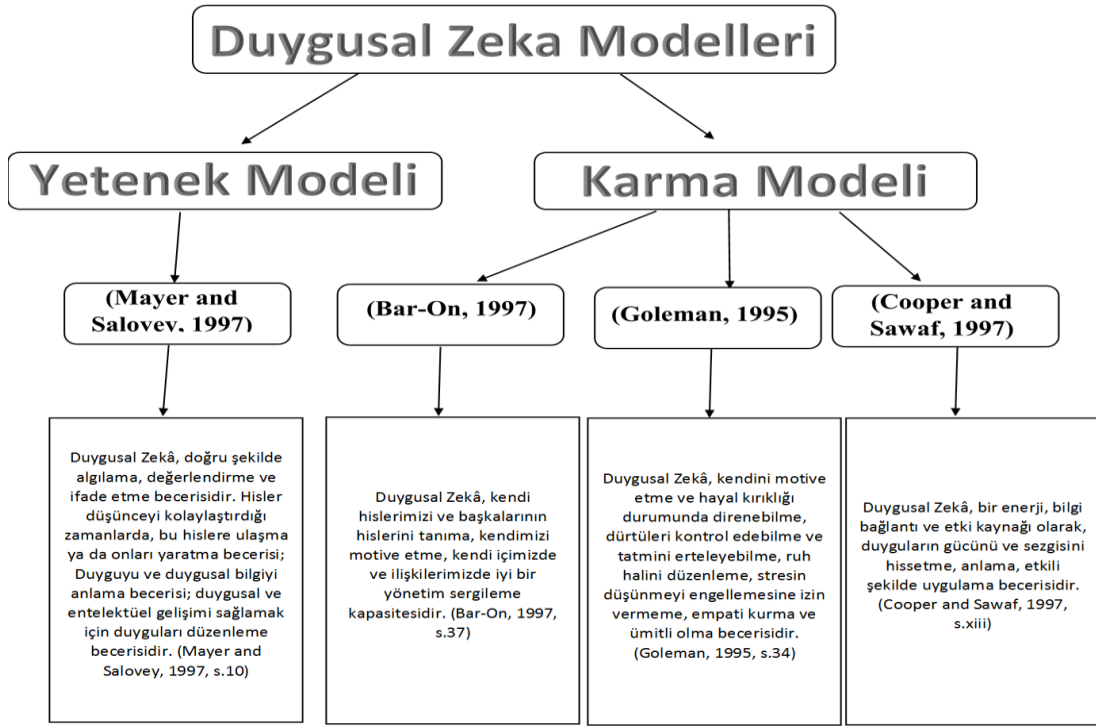 Duygusal Zeka Modelleri
Yetenek Modeli
Karma Modeli
(Mayer and
Salovey, 1997)
(Bar-On, 1997)
(Goleman, 1995)
(Cooper and
Sawaf, 1997)
Duygusal Zekâ, doğru şekilde
algılama, değerlendirme ve
ifade etme becerisidir. Hisler
düşünceyi kolaylaştırdığı
zamanlarda, bu hislere ulaşma
ya da onları yaratma becerisi;
Duyguyu ve duygusal bilgiyi
anlama becerisi; duygusal ve
entelektüel gelişimi sağlamak
için duyguları düzenleme
becerisidir. (Mayer and
Salovey, 1997, s.10)
Duygusal Zekâ, kendi
hislerimizi ve başkalarının
hislerini tanıma, kendimizi
motive etme, kendi içimizde
ve ilişkilerimizde iyi bir
yönetim sergileme
kapasitesidir. (Bar-On, 1997,
s.37)
Duygusal Zekâ, kendini motive
etme ve hayal kırıklığı
durumunda direnebilme,
dürtüleri kontrol edebilme ve
tatmini erteleyebilme, ruh
halini düzenleme, stresin
düşünmeyi engellemesine izin
vermeme, empati kurma ve
ümitli olma becerisidir.
(Goleman, 1995, s.34)
Duygusal Zekâ, bir enerji, bilgi
bağlantı ve etki kaynağı olarak,
duyguların gücünü ve sezgisini
hissetme, anlama, etkili
şekilde uygulama becerisidir.
(Cooper and Sawaf, 1997,
s.xiii)